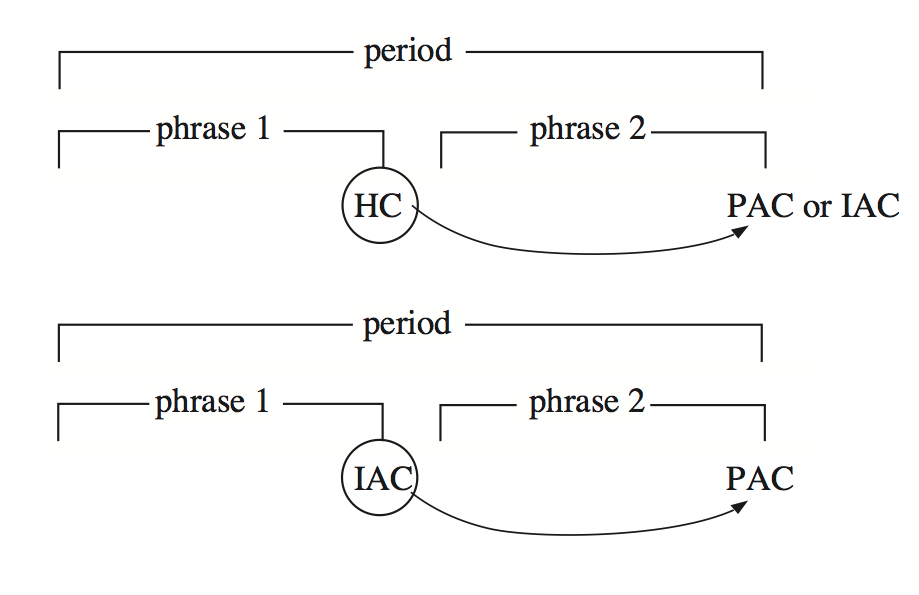 period
phrase 1 phrase 2
HC PAC or IAC
period
phrase 1 phrase 2
IAC PAC